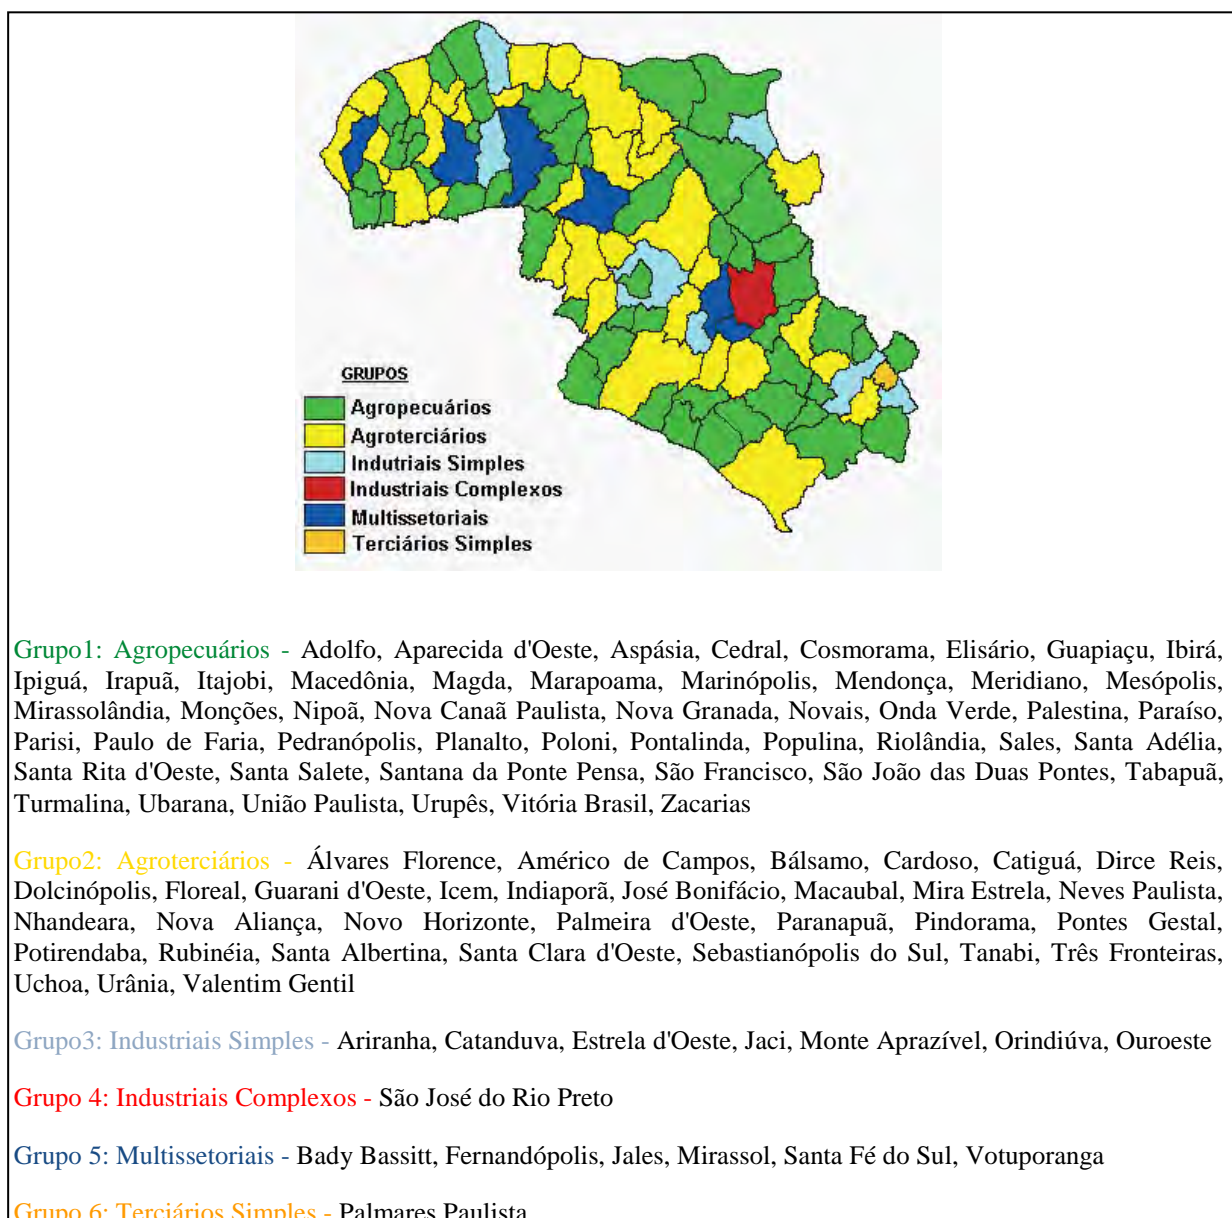 GRUPOS
Agropecuários
Agroterciários
Indutriais Simples
Industriais Complexos
Multissetoriais
Terciários Simples
Grupo1: Agropecuários - Adolfo, Aparecida d'Oeste, Aspásia, Cedral, Cosmorama, Elisário, Guapiaçu, Ibirá,
Ipiguá, Irapuã, Itajobi, Macedônia, Magda, Marapoama, Marinópolis, Mendonça, Meridiano, Mesópolis,
Mirassolândia, Monções, Nipoã, Nova Canaã Paulista, Nova Granada, Novais, Onda Verde, Palestina, Paraíso,
Parisi, Paulo de Faria, Pedranópolis, Planalto, Poloni, Pontalinda, Populina, Riolândia, Sales, Santa Adélia,
Santa Rita d'Oeste, Santa Salete, Santana da Ponte Pensa, São Francisco, São João das Duas Pontes, Tabapuã,
Turmalina, Ubarana, União Paulista, Urupês, Vitória Brasil, Zacarias
Grupo2: Agroterciários - Álvares Florence, Américo de Campos, Bálsamo, Cardoso, Catiguá, Dirce Reis,
Dolcinópolis, Floreal, Guarani d'Oeste, Icem, Indiaporã, José Bonifácio, Macaubal, Mira Estrela, Neves Paulista,
Nhandeara, Nova Aliança, Novo Horizonte, Palmeira d'Oeste, Paranapuã, Pindorama, Pontes Gestal,
Potirendaba, Rubinéia, Santa Albertina, Santa Clara d'Oeste, Sebastianópolis do Sul, Tanabi, Três Fronteiras,
Uchoa, Urânia, Valentim Gentil
Grupo3: Industriais Simples - Ariranha, Catanduva, Estrela d'Oeste, Jaci, Monte Aprazível, Orindiúva, Ouroeste
Grupo 4: Industriais Complexos - São José do Rio Preto
Grupo 5: Multissetoriais - Bady Bassitt, Fernandópolis, Jales, Mirassol, Santa Fé do Sul, Votuporanga
Grupo 6: Terciários Simples - Palmares Paulista